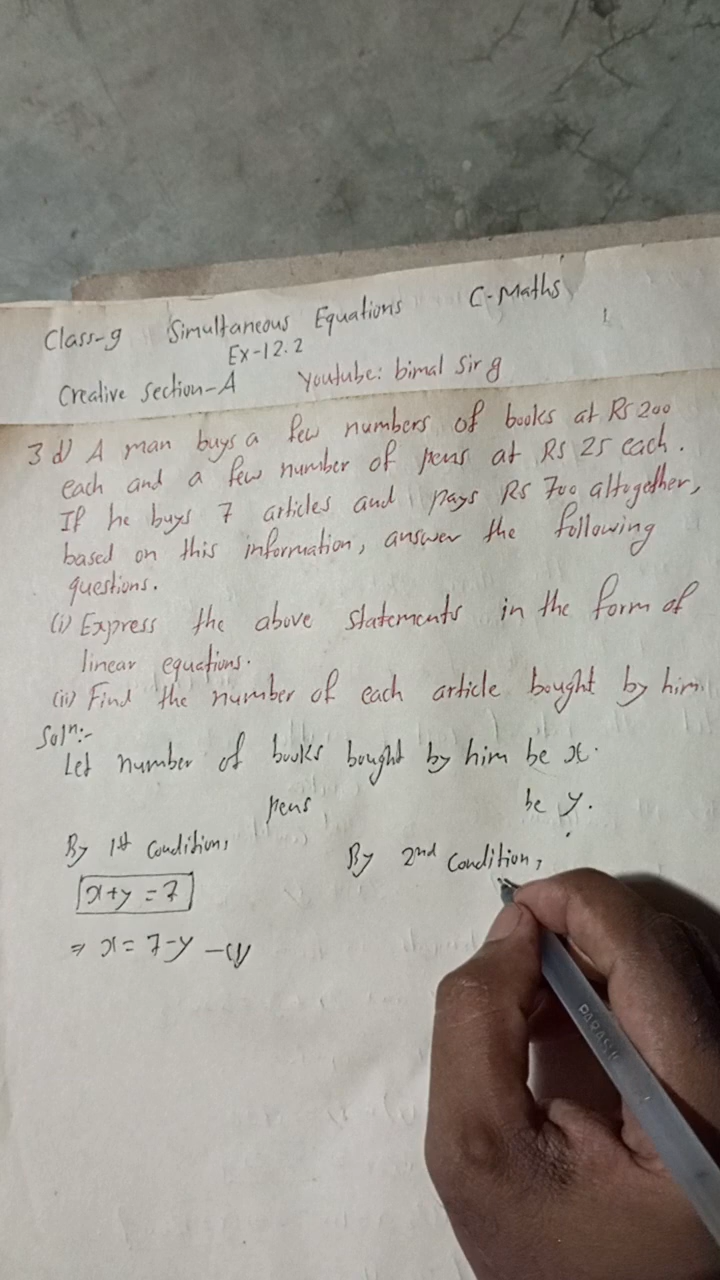 Class-9 Simultaneous Equations C-Maths
Ex-12.2
Creative Section-A Youtube: bimal Sir g
3 d) A man buys a few numbers of books at RS 200
each and a few number of pens at RS 25 each.
If he buys 7 articles and pays RS 700 altogether,
based on this information, answer the following
questions.
(i) Express the above statements in the form of
linear equations.
(ii) Find the number of each article bought by him.
Solⁿ:-
Let number of books bought by him be x.
pens be y.
By 1st Condition, By 2nd Condition,
x+y = 7
⇒ x = 7-y -(i)
PARAS